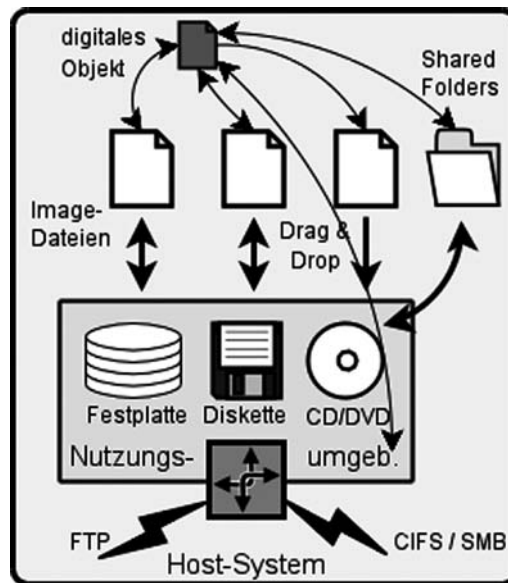 digitales
Objekt
Shared
Folders
Image-
Dateien
Drag &
Drop
Festplatte
Diskette
CD/DVD
Nutzungs-
umgeb.
FTP
CIFS / SMB
Host-System